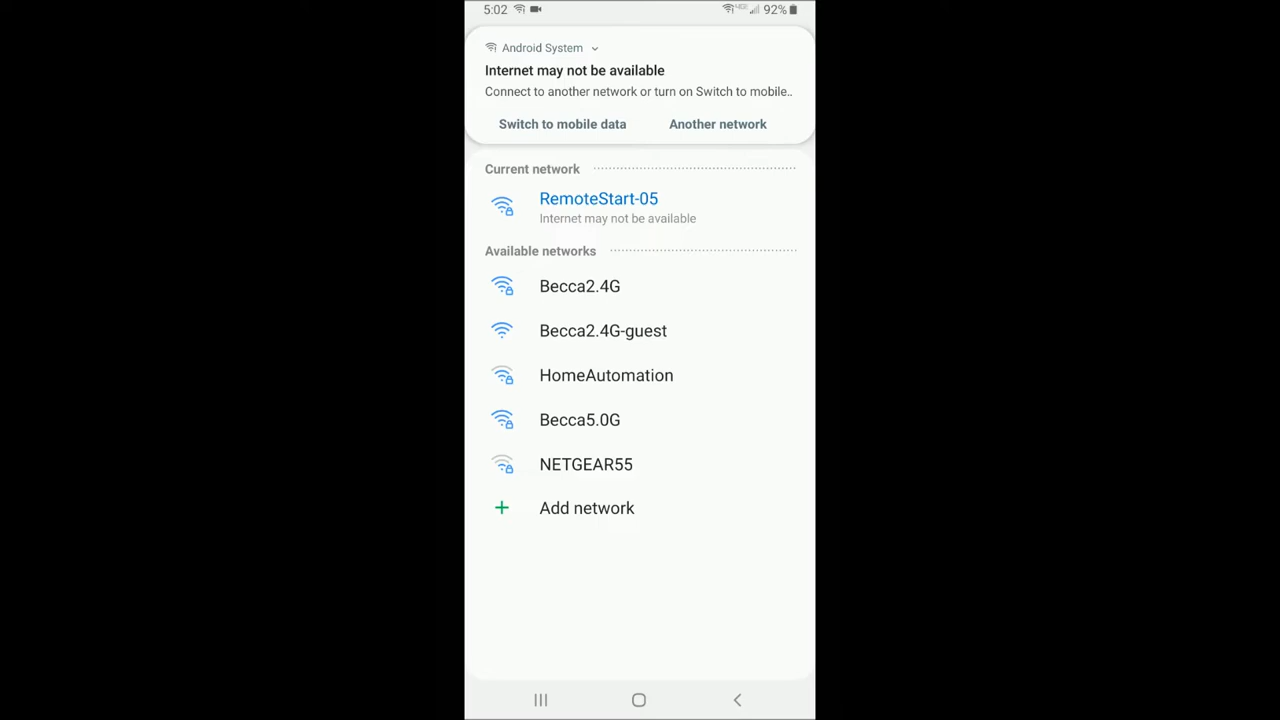 5:02
92%
Android System
Internet may not be available
Connect to another network or turn on Switch to mobile..
Switch to mobile data
Another network
Current network
RemoteStart-05
Internet may not be available
Available networks
Becca2.4G
Becca2.4G-guest
HomeAutomation
Becca5.0G
NETGEAR55
+ Add network